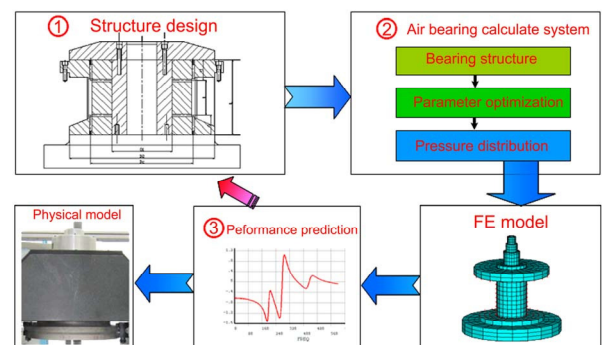 ① Structure design
② Air bearing calculate system
Bearing structure
Parameter optimization
Pressure distribution
Physical model
③ Peformance prediction
FREQ
FE model